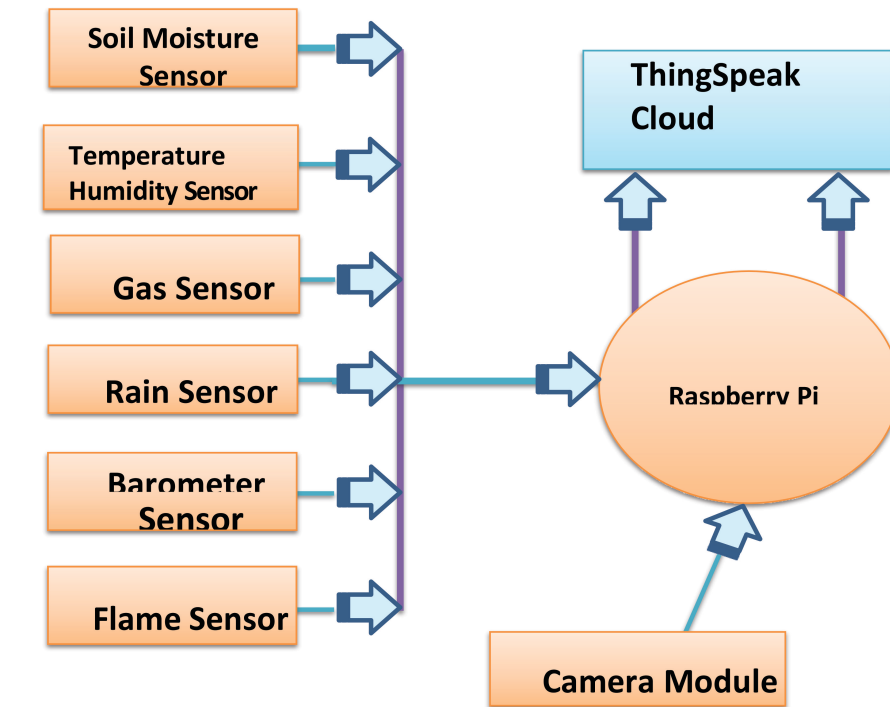 Soil Moisture
Sensor
Temperature
Humidity Sensor
Gas Sensor
Rain Sensor
Barometer
Sensor
Flame Sensor
ThingSpeak
Cloud
Raspberry Pi
Camera Module